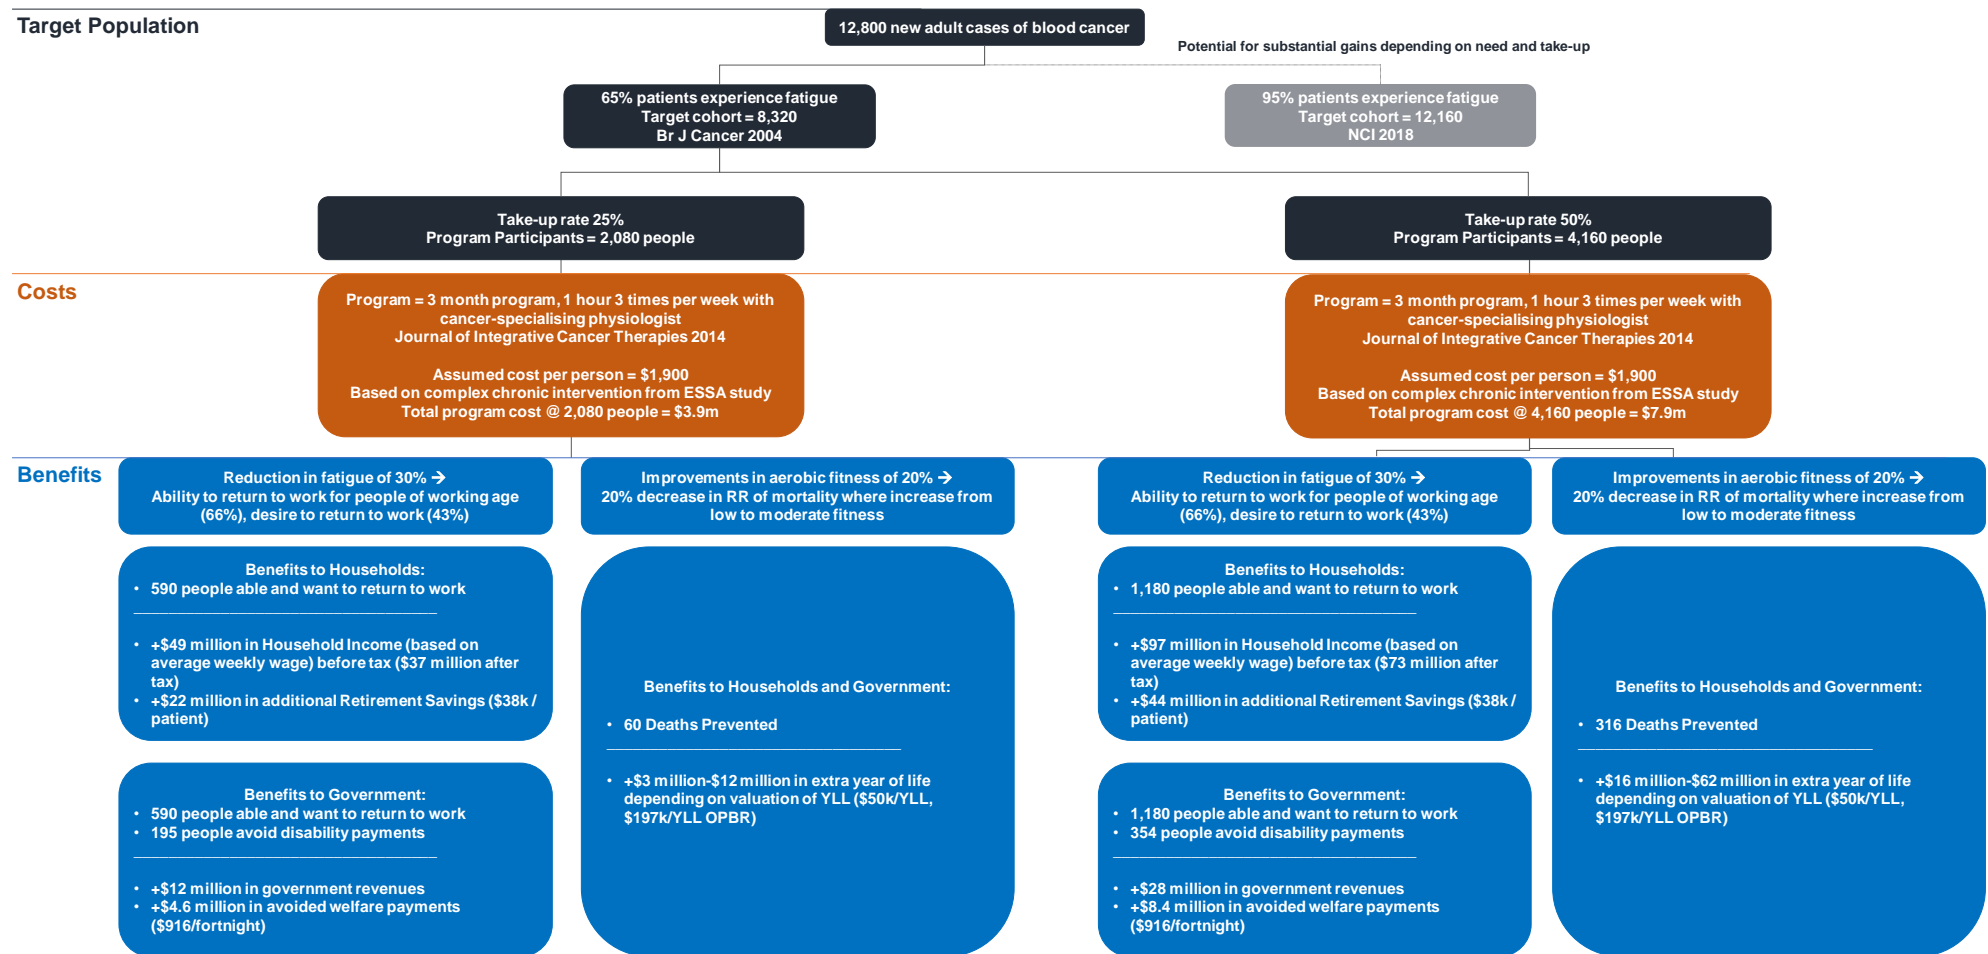 Target Population
12,800 new adult cases of blood cancer
Potential for substantial gains depending on need and take-up
65% patients experience fatigue
Target cohort = 8,320
Br J Cancer 2004
95% patients experience fatigue
Target cohort = 12,160
NCI 2018
Take-up rate 25%
Program Participants = 2,080 people
Take-up rate 50%
Program Participants = 4,160 people
Costs
Program = 3 month program, 1 hour 3 times per week with
cancer-specialising physiologist
Journal of Integrative Cancer Therapies 2014
Assumed cost per person = $1,900
Based on complex chronic intervention from ESSA study
Total program cost @ 2,080 people = $3.9m
Program = 3 month program, 1 hour 3 times per week with
cancer-specialising physiologist
Journal of Integrative Cancer Therapies 2014
Assumed cost per person = $1,900
Based on complex chronic intervention from ESSA study
Total program cost @ 4,160 people = $7.9m
Benefits
Reduction in fatigue of 30% →
Ability to return to work for people of working age
(66%), desire to return to work (43%)
Improvements in aerobic fitness of 20% →
20% decrease in RR of mortality where increase from
low to moderate fitness
Reduction in fatigue of 30% →
Ability to return to work for people of working age
(66%), desire to return to work (43%)
Improvements in aerobic fitness of 20% →
20% decrease in RR of mortality where increase from
low to moderate fitness
Benefits to Households:
• 590 people able and want to return to work
• +$49 million in Household Income (based on
average weekly wage) before tax ($37 million after
tax)
• +$22 million in additional Retirement Savings ($38k /
patient)
Benefits to Government:
• 590 people able and want to return to work
• 195 people avoid disability payments
• +$12 million in government revenues
• +$4.6 million in avoided welfare payments
($916/fortnight)
Benefits to Households and Government:
• 60 Deaths Prevented
• +$3 million-$12 million in extra year of life
depending on valuation of YLL ($50k/YLL,
$197k/YLL OPBR)
Benefits to Households:
• 1,180 people able and want to return to work
• +$97 million in Household Income (based on
average weekly wage) before tax ($73 million after
tax)
• +$44 million in additional Retirement Savings ($38k /
patient)
Benefits to Government:
• 1,180 people able and want to return to work
• 354 people avoid disability payments
• +$28 million in government revenues
• +$8.4 million in avoided welfare payments
($916/fortnight)
Benefits to Households and Government:
• 316 Deaths Prevented
• +$16 million-$62 million in extra year of life
depending on valuation of YLL ($50k/YLL,
$197k/YLL OPBR)